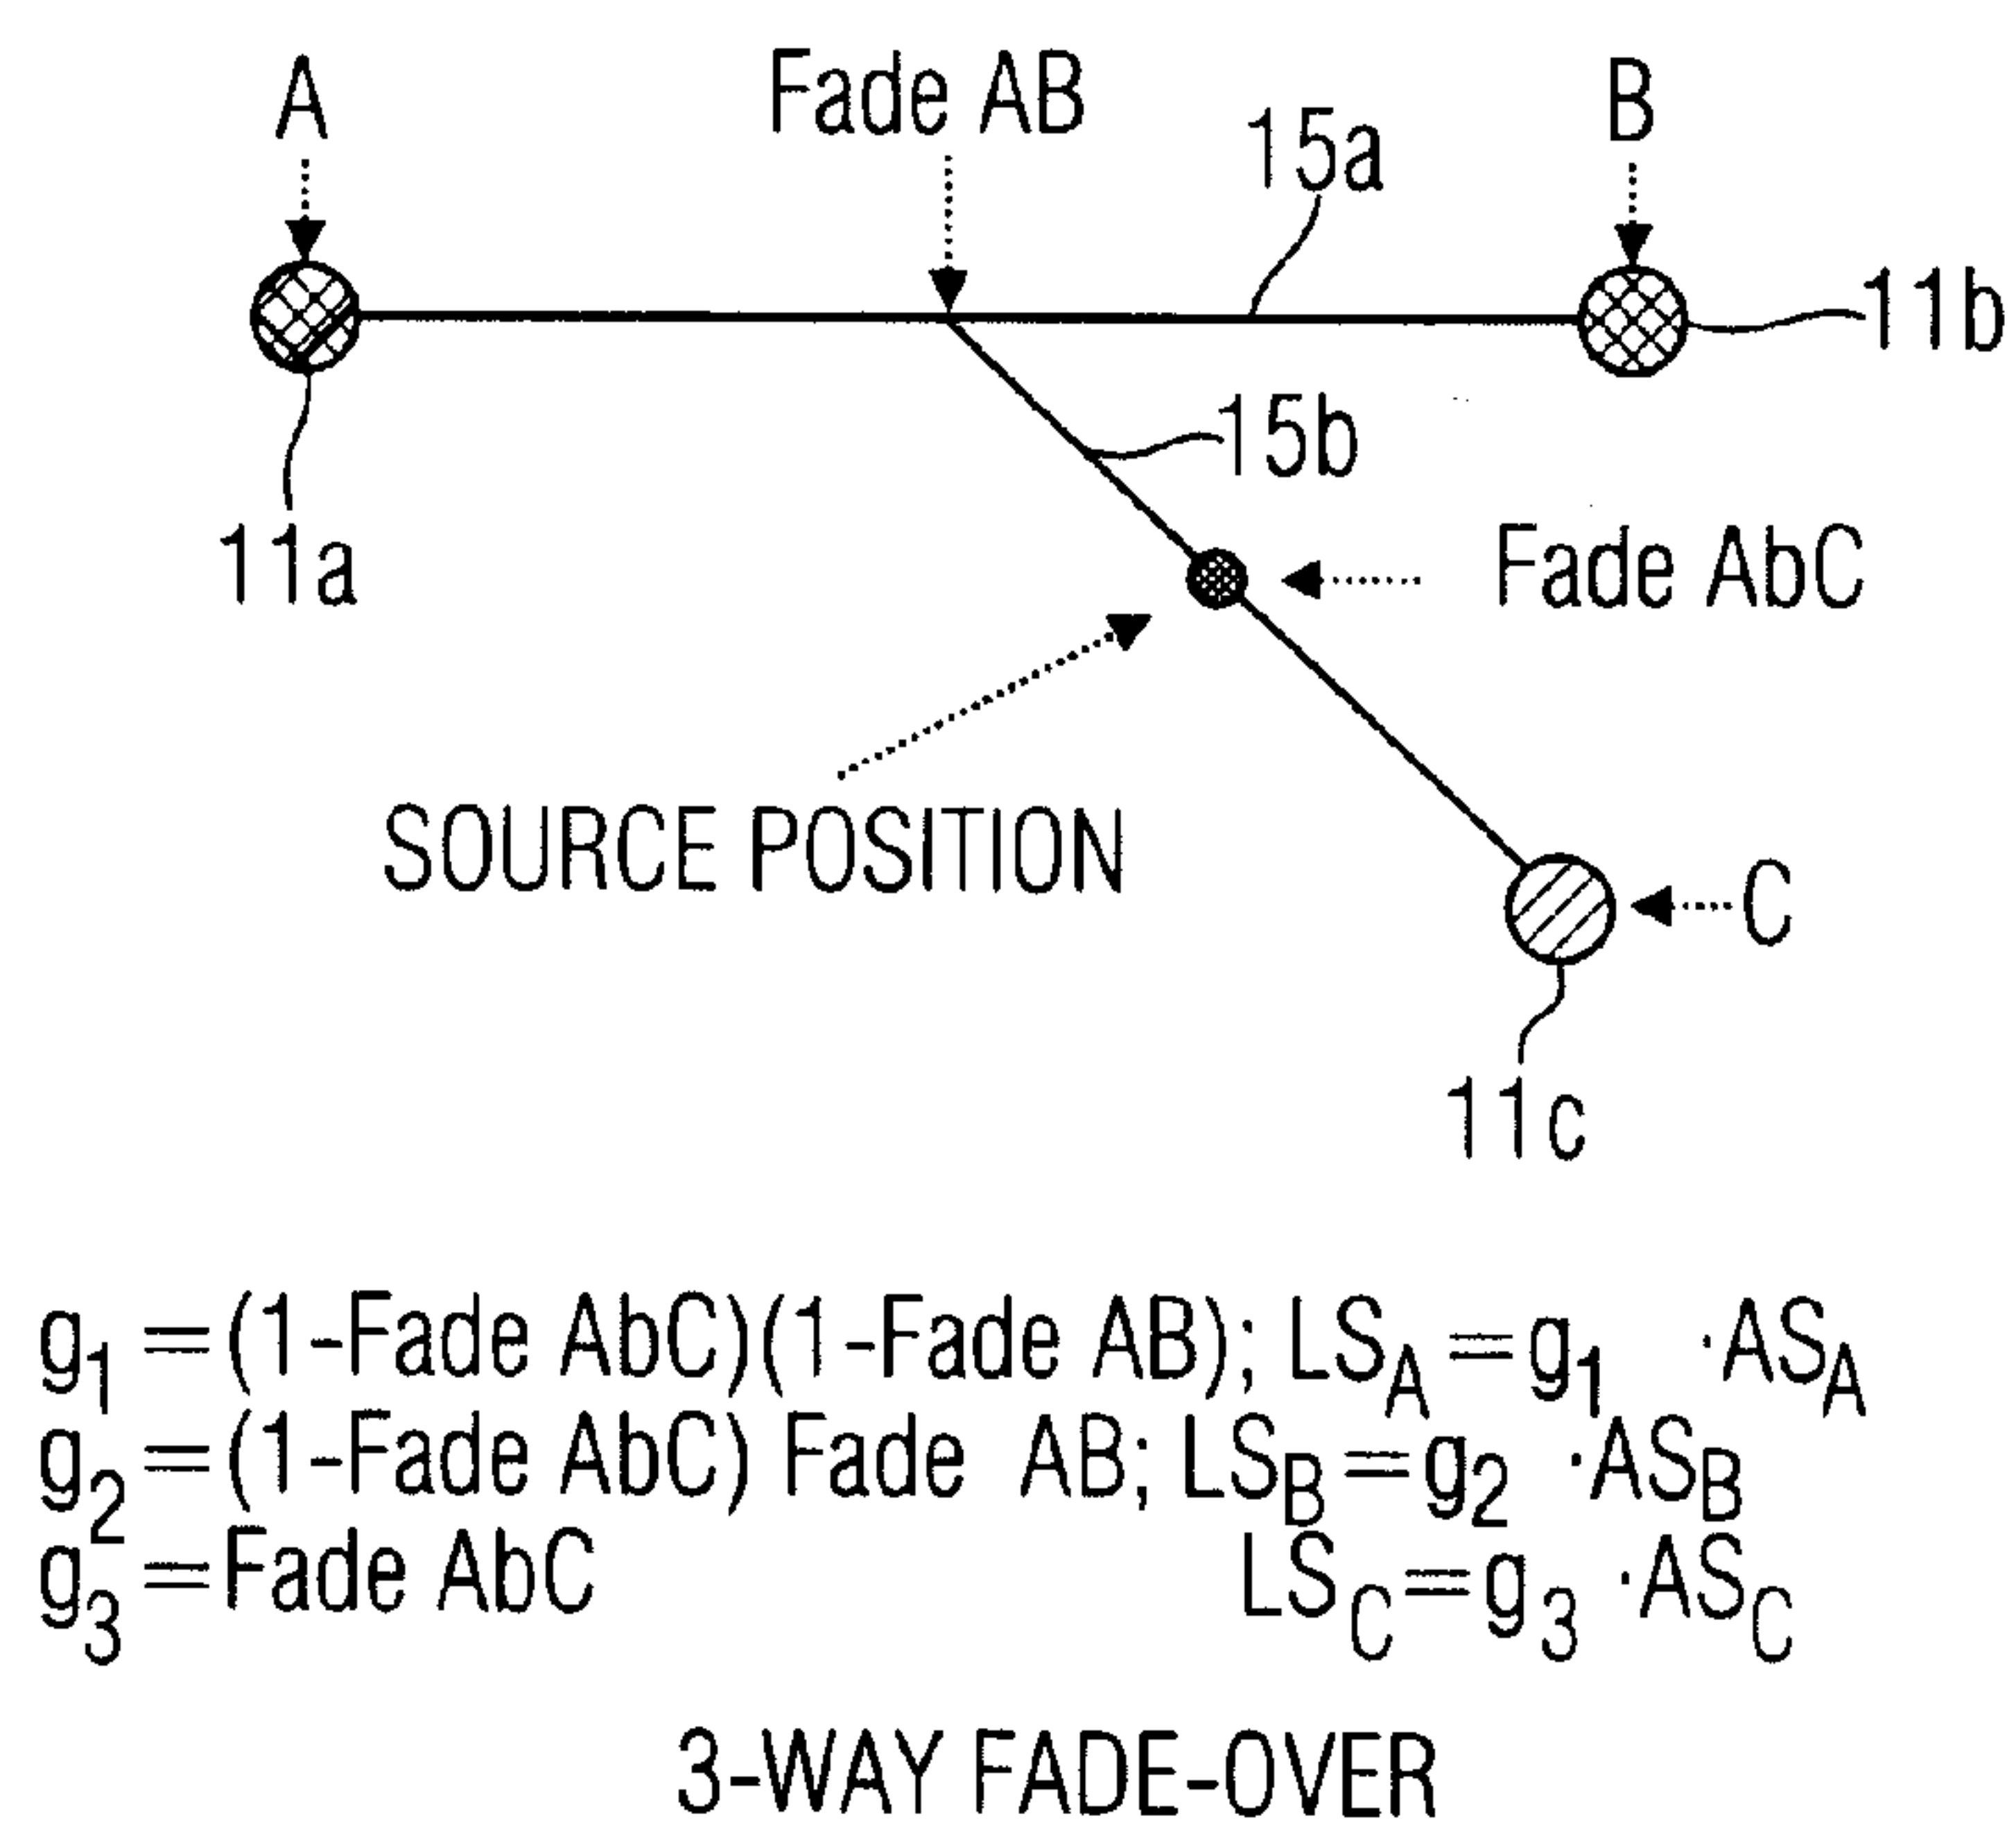 A
Fade AB
B
15a
11b
15b
11a
Fade AbC
SOURCE POSITION
C
11c
g1 =(1-Fade AbC)(1-Fade AB); LSA=g1 ·ASA
g2 =(1-Fade AbC) Fade AB; LSB=g2 ·ASB
g3 =Fade AbC LSC=g3 ·ASC
3-WAY FADE-OVER